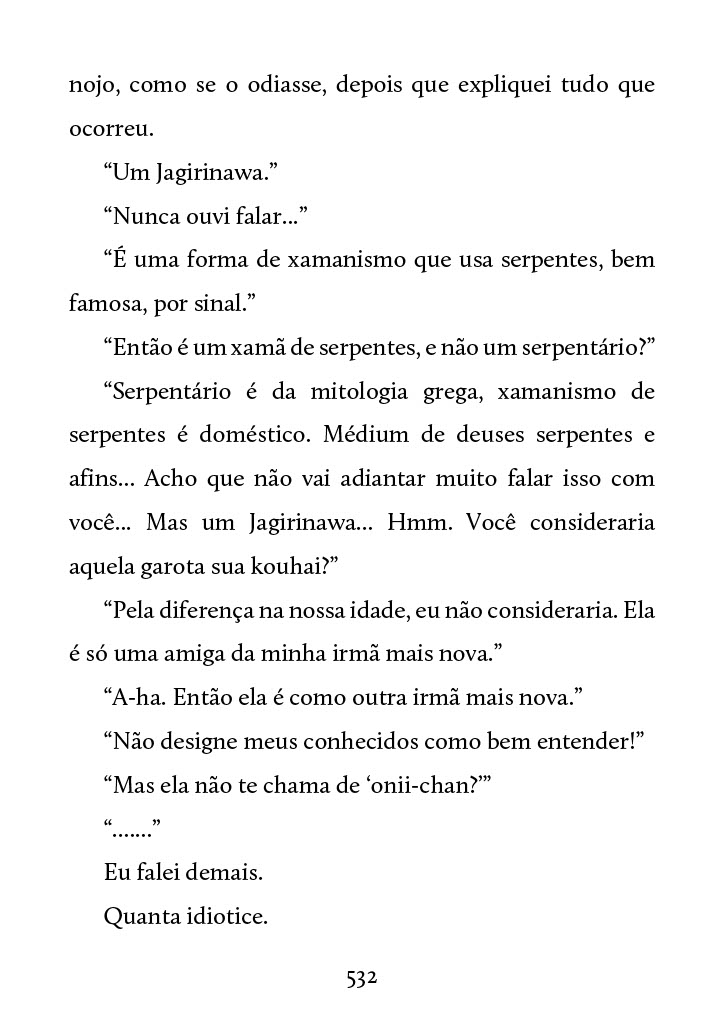 nojo, como se o odiasse, depois que expliquei tudo que
ocorreu.
“Um Jagirinawa.”
“Nunca ouvi falar...”
“É uma forma de xamanismo que usa serpentes, bem
famosa, por sinal.”
“Então é um xamã de serpentes, e não um serpentário?”
“Serpentário é da mitologia grega, xamanismo de
serpentes é doméstico. Médium de deuses serpentes e
afins... Acho que não vai adiantar muito falar isso com
você... Mas um Jagirinawa... Hmm. Você consideraria
aquela garota sua kouhai?”
“Pela diferença na nossa idade, eu não consideraria. Ela
é só uma amiga da minha irmã mais nova.”
“A-ha. Então ela é como outra irmã mais nova.”
“Não designe meus conhecidos como bem entender!”
“Mas ela não te chama de ‘onii-chan?’”
“.......”
Eu falei demais.
Quanta idiotice.
532